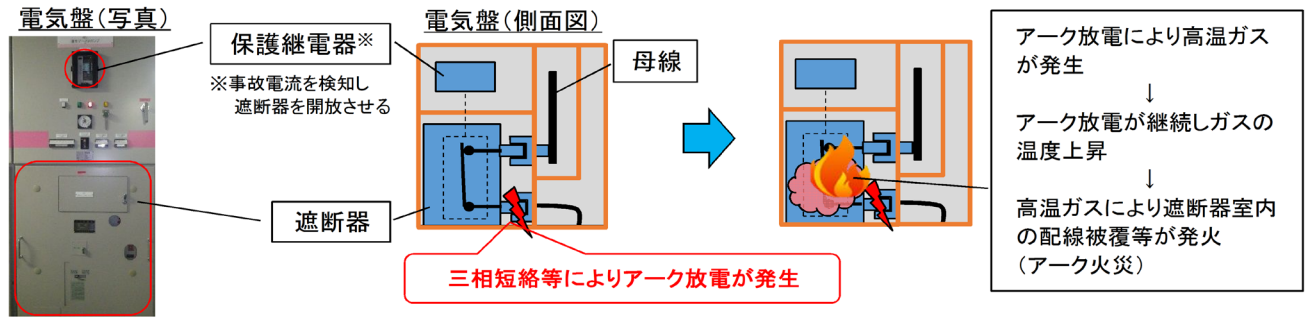 電気盤(写真)
保護継電器※
※事故電流を検知し
遮断器を開放させる
遮断器
電気盤(側面図)
母線
三相短絡等によりアーク放電が発生
アーク放電により高温ガス
が発生
↓
アーク放電が継続しガスの
温度上昇
↓
高温ガスにより遮断器室内
の配線被覆等が発火
(アーク火災)